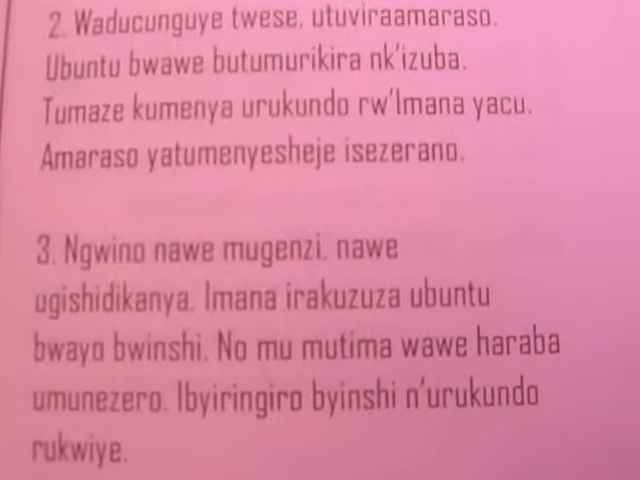 2. Waducunguye twese, utuviraamaraso.
Ubuntu bwawe butumurikira nk'izuba.
Tumaze kumenya urukundo rw'Imana yacu.
Amaraso yatumenyesheje isezerano.
3. Ngwino nawe mugenzi, nawe
ugishidikanya, Imana irakuzuza ubuntu
bwayo bwinshi. No mu mutima wawe haraba
umunezero. Ibyiringiro byinshi n'urukundo
rukwiye.